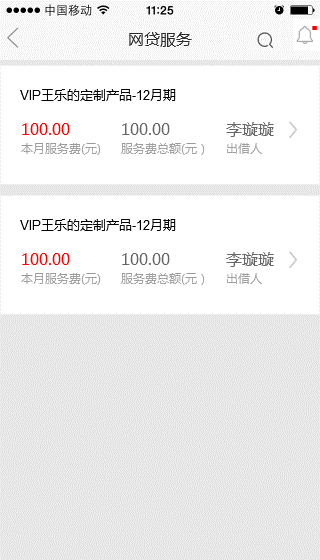 中国移动 11:25
网贷服务
VIP王乐的定制产品-12月期
100.00 100.00 李璇璇
本月服务费(元) 服务费总额(元 ) 出借人
VIP王乐的定制产品-12月期
100.00 100.00 李璇璇
本月服务费(元) 服务费总额(元 ) 出借人